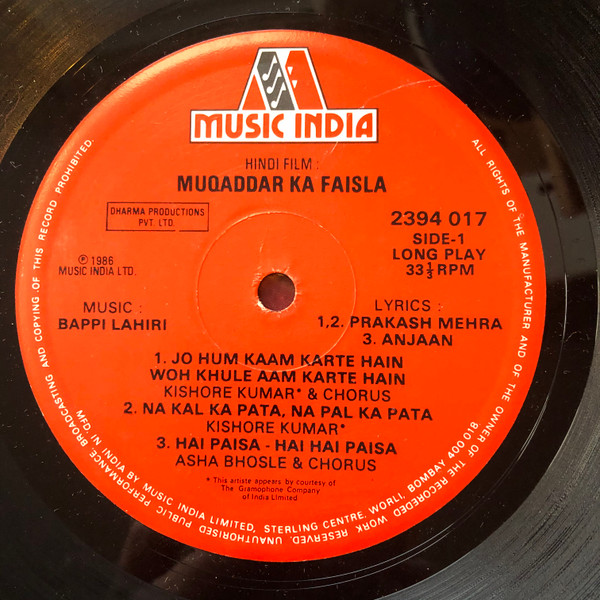 MUSIC INDIA
HINDI FILM :
MUQADDAR KA FAISLA
DHARMA PRODUCTIONS
PVT. LTD.
2394 017
SIDE-1
LONG PLAY
33⅓ RPM
℗ 1986
MUSIC INDIA LTD.
MUSIC :
BAPPI LAHIRI
LYRICS :
1,2. PRAKASH MEHRA
3. ANJAAN
1. JO HUM KAAM KARTE HAIN
WOH KHULE AAM KARTE HAIN
KISHORE KUMAR* & CHORUS
2. NA KAL KA PATA, NA PAL KA PATA
KISHORE KUMAR*
3. HAI PAISA - HAI HAI PAISA
ASHA BHOSLE & CHORUS
* This artiste appears by courtesy of
The Gramophone Company
of India Limited
MFD. IN INDIA BY MUSIC INDIA LIMITED, STERLING CENTRE, WORLI, BOMBAY 400 018
ALL RIGHTS OF THE MANUFACTURER AND OF THE OWNER OF THE RECORDED WORK RESERVED. UNAUTHORISED PUBLIC PERFORMANCE BROADCASTING AND COPYING OF THIS RECORD PROHIBITED.